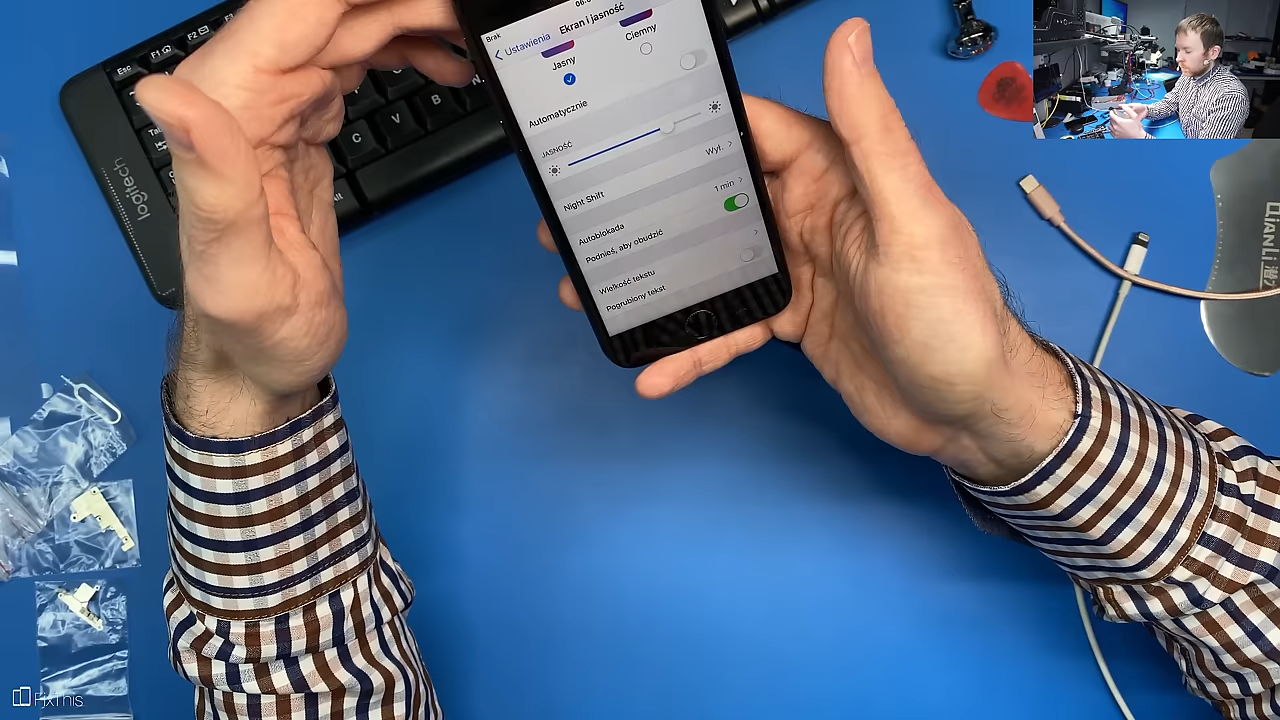 Brak
Ustawienia
Ekran i jasność
Jasny
Ciemny
Automatycznie
JASNOŚĆ
Night Shift
Wył.
Autoblokada
1 min
Podnieś, aby obudzić
Wielkość tekstu
Pogrubiony tekst
Esc
F1
F2
C
V
B
logitech
QIANLI
FixThis